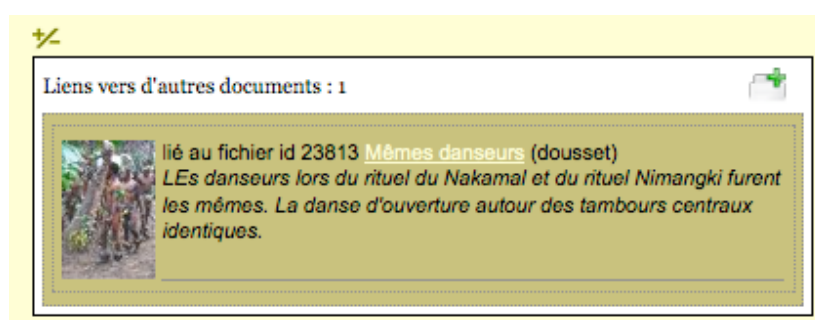 +/-
Liens vers d'autres documents : 1
lié au fichier id 23813 Mêmes danseurs (dousset)
LEs danseurs lors du rituel du Nakamal et du rituel Nimangki furent
les mêmes. La danse d'ouverture autour des tambours centraux
identiques.